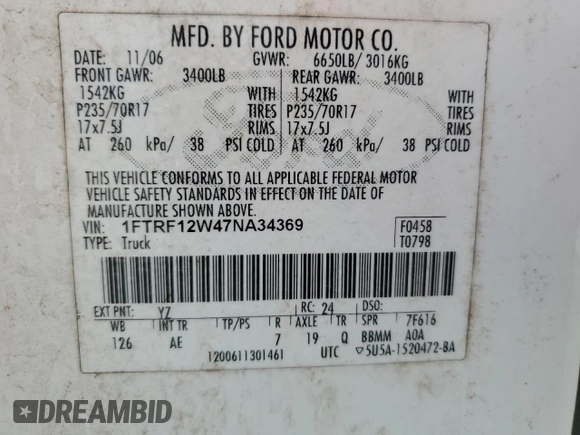 MFD. BY FORD MOTOR CO.
DATE: 11/06 GVWR: 6650LB/ 3016KG
FRONT GAWR: 3400LB REAR GAWR: 3400LB
1542KG WITH 1542KG WITH
P235/70R17 TIRES P235/70R17 TIRES
17x7.5J RIMS 17x7.5J RIMS
AT 260 kPa/ 38 PSI COLD AT 260 kPa/ 38 PSI COLD
THIS VEHICLE CONFORMS TO ALL APPLICABLE FEDERAL MOTOR
VEHICLE SAFETY STANDARDS IN EFFECT ON THE DATE OF
MANUFACTURE SHOWN ABOVE.
VIN: 1FTRF12W47NA34369 F0458
TYPE: Truck T0798
EXT PNT: YZ RC: 24 DSO:
WB INT TR TP/PS R AXLE TR SPR 7F616
126 AE 7 19 Q BBMM A0A
1200611301461 UTC ▽5U5A-1520472-BA
DREAMBID